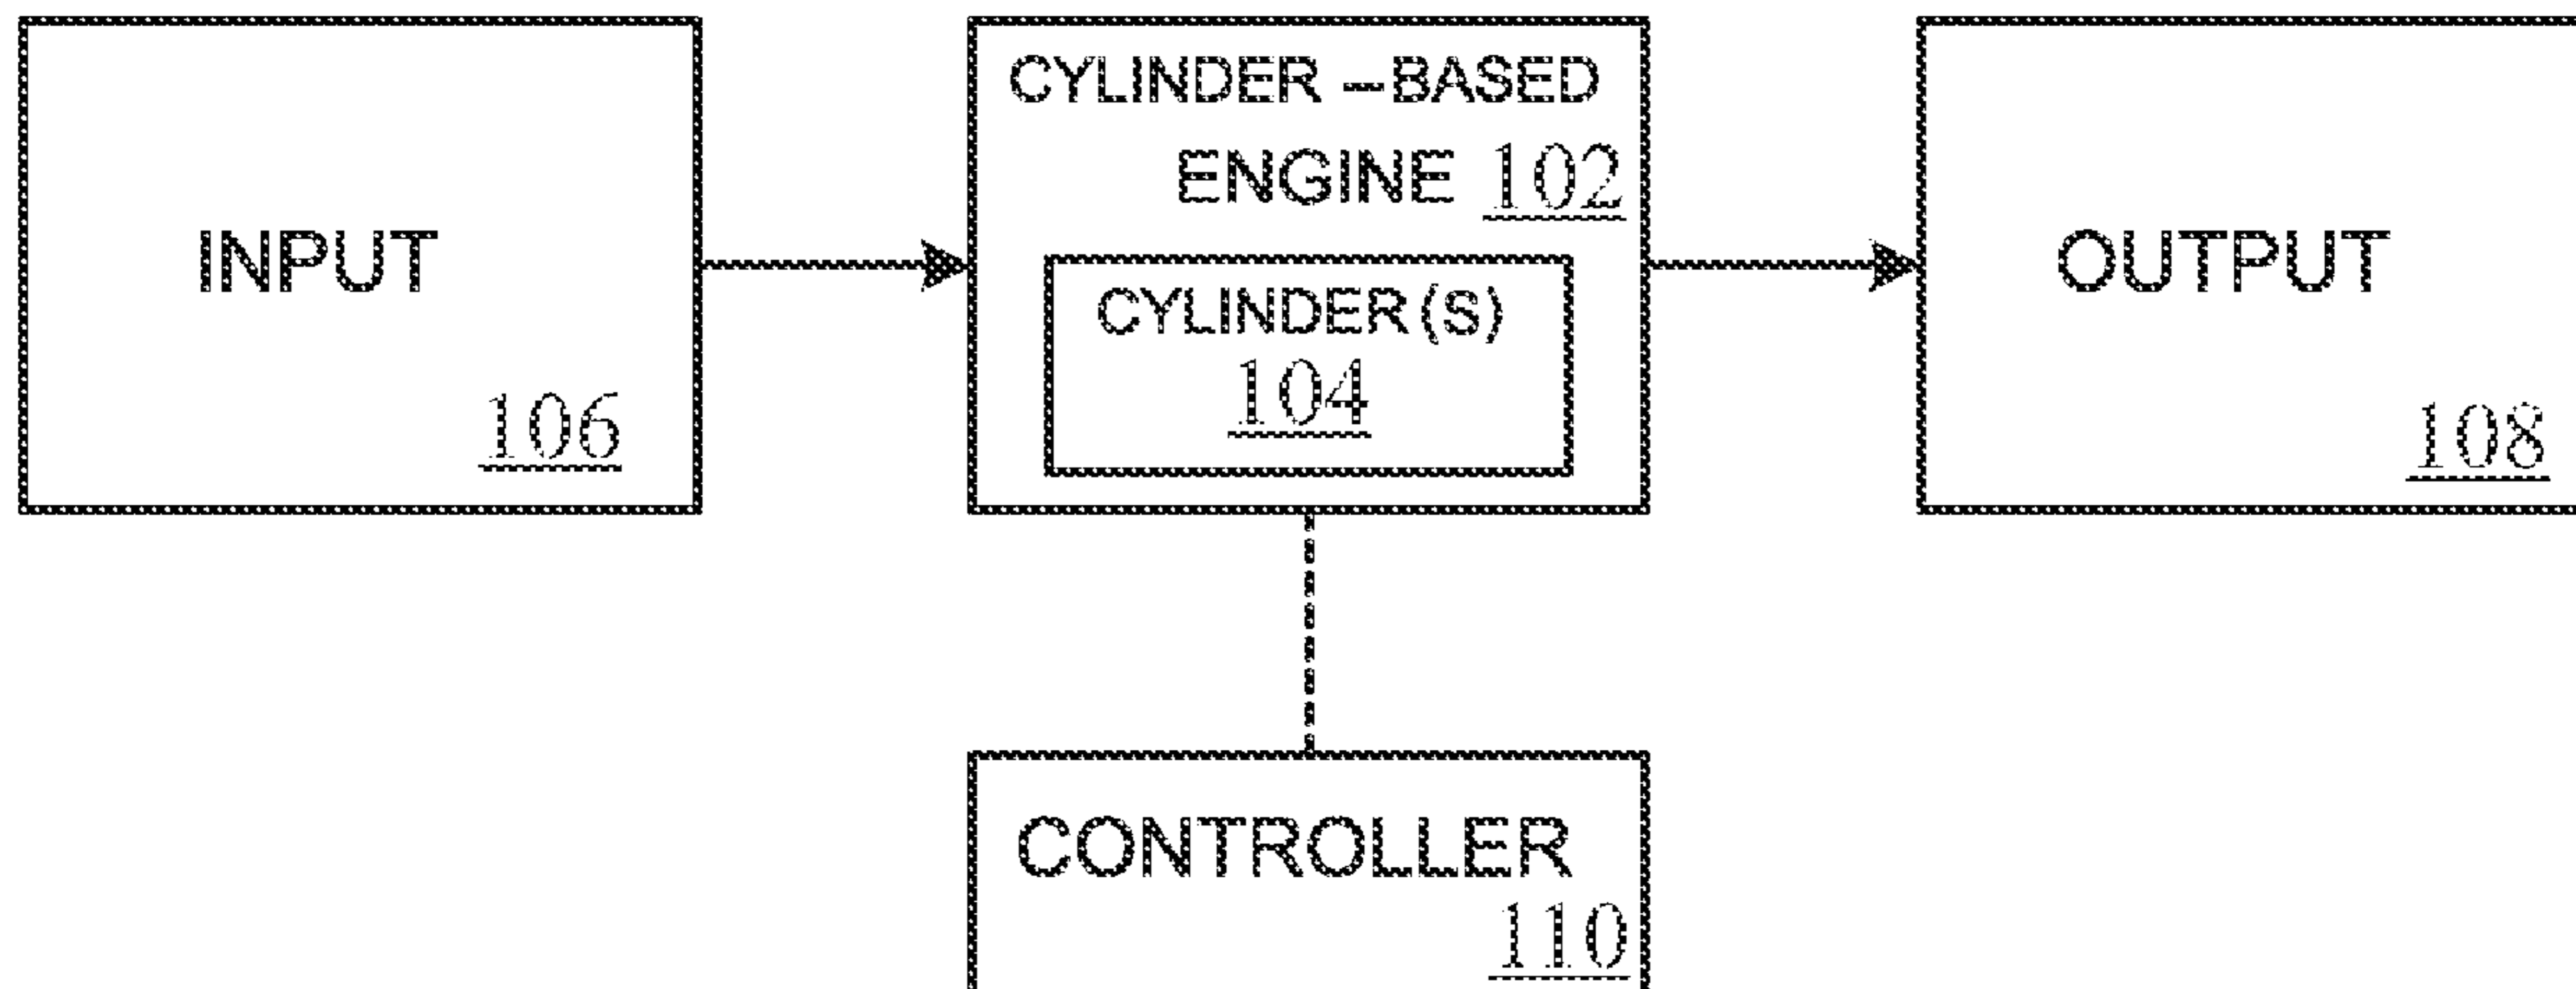 INPUT
106
CYLINDER –BASED
ENGINE 102
CYLINDER(S)
104
OUTPUT
108
CONTROLLER
110